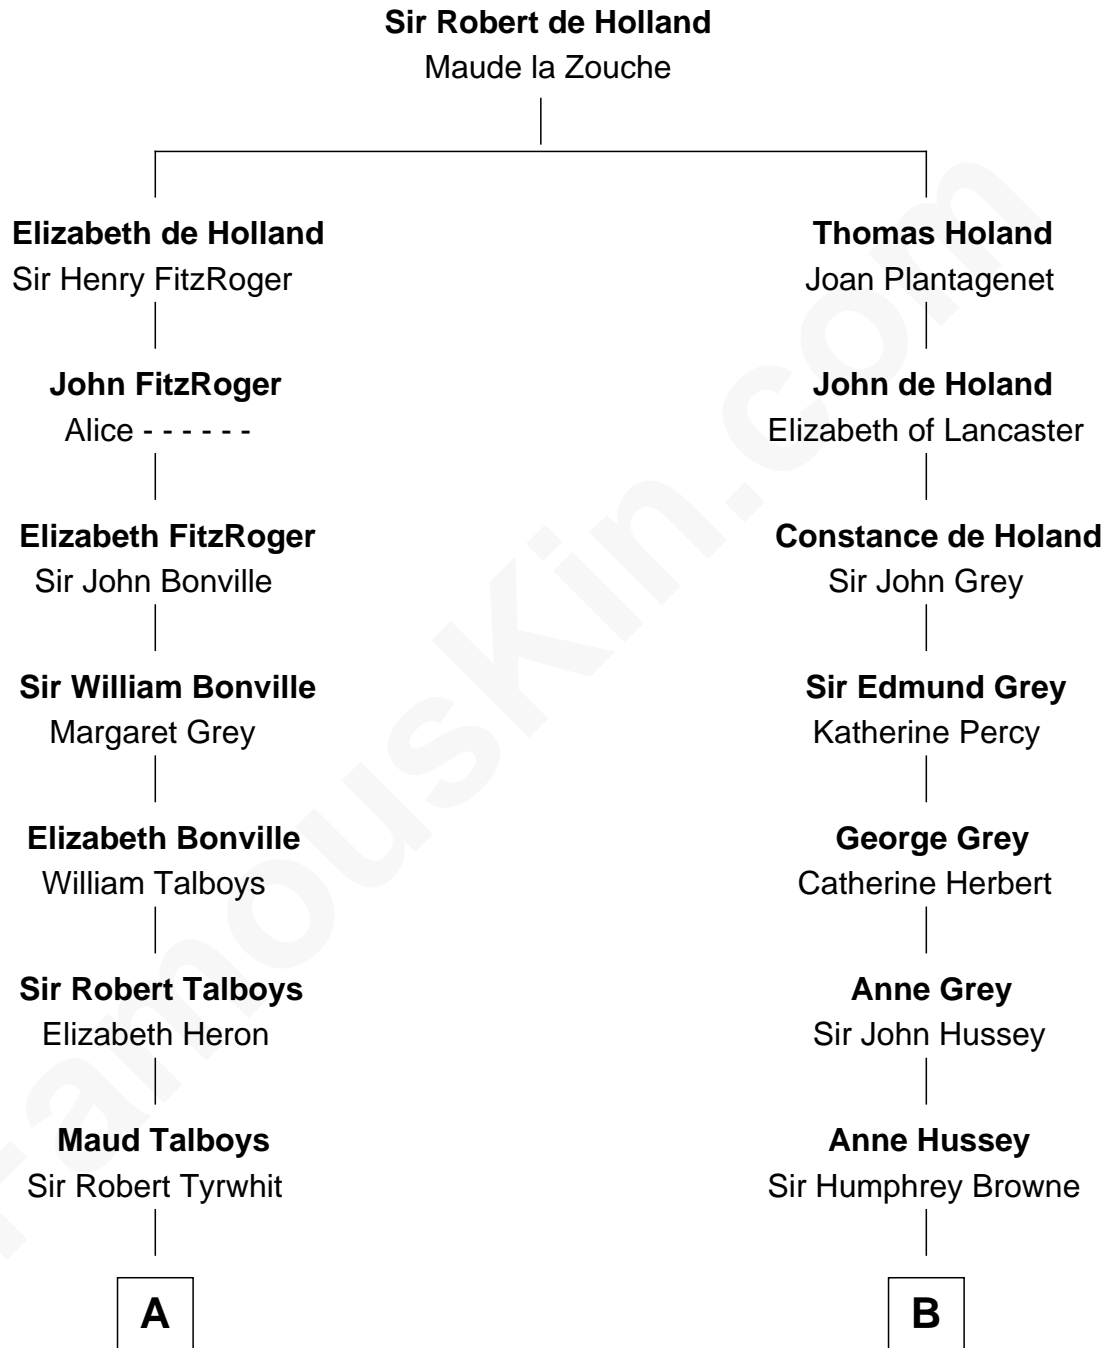 Sir Robert de Holland
Maude la Zouche
Elizabeth de Holland
Sir Henry FitzRoger
Thomas Holand
Joan Plantagenet
John FitzRoger
Alice - - - - - -
John de Holand
Elizabeth of Lancaster
Elizabeth FitzRoger
Sir John Bonville
Constance de Holand
Sir John Grey
Sir William Bonville
Margaret Grey
Sir Edmund Grey
Katherine Percy
Elizabeth Bonville
William Talboys
George Grey
Catherine Herbert
Sir Robert Talboys
Elizabeth Heron
Anne Grey
Sir John Hussey
Maud Talboys
Sir Robert Tyrwhit
Anne Hussey
Sir Humphrey Browne
A
B
FamousKin.com